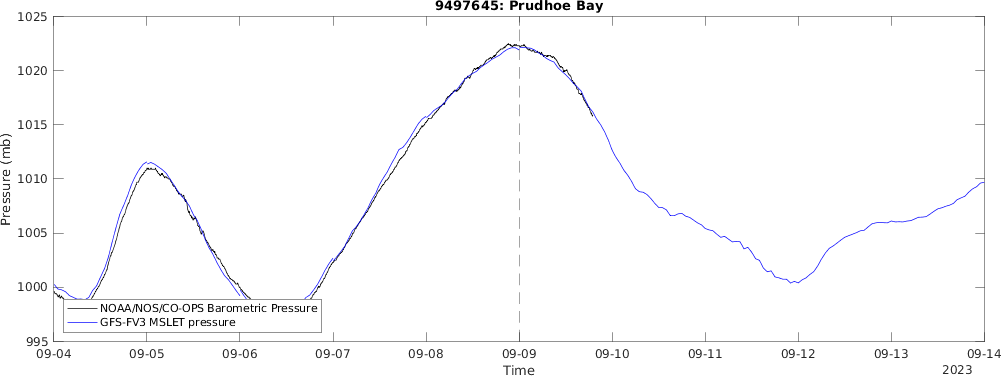 9497645: Prudhoe Bay
Pressure (mb)
1025
1020
1015
1010
1005
1000
995
NOAA/NOS/CO-OPS Barometric Pressure
GFS-FV3 MSLET pressure
09-04 09-05 09-06 09-07 09-08 09-09 09-10 09-11 09-12 09-13 09-14
Time
2023